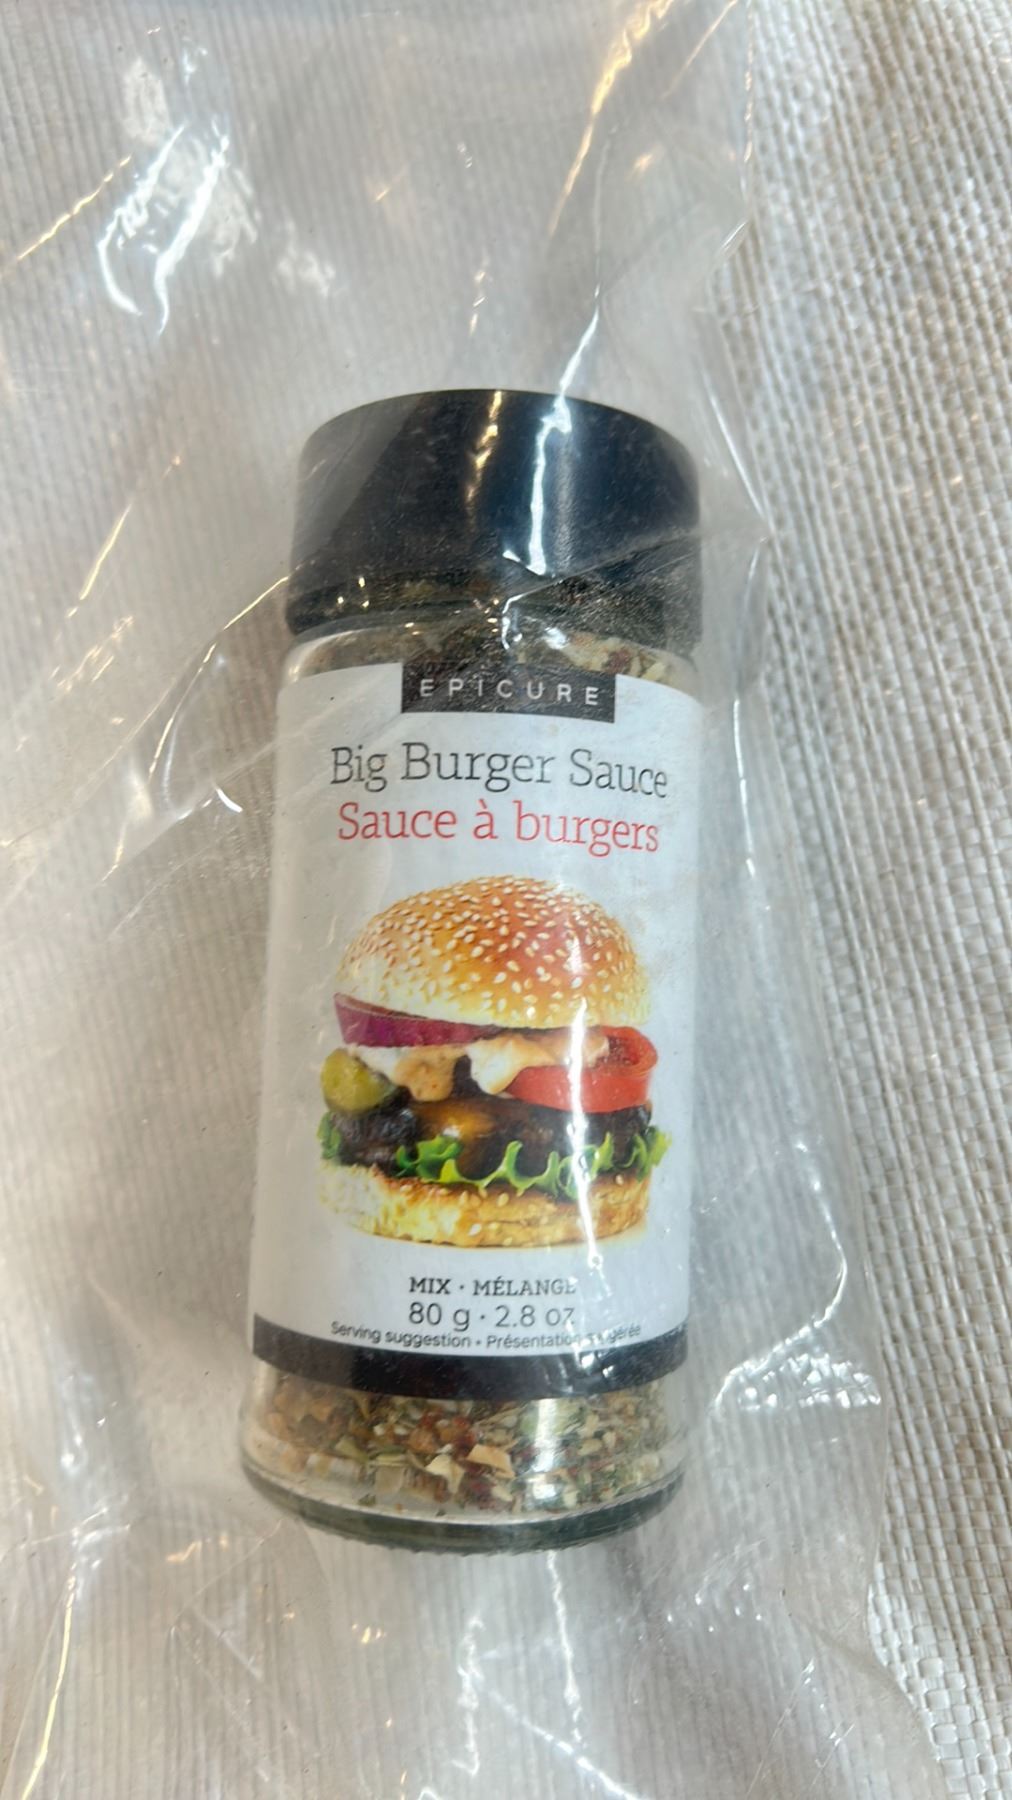 EPICURE
Big Burger Sauce
Sauce à burgers
MIX · MÉLANGE
80 g · 2.8 oz
Serving suggestion • Présentation